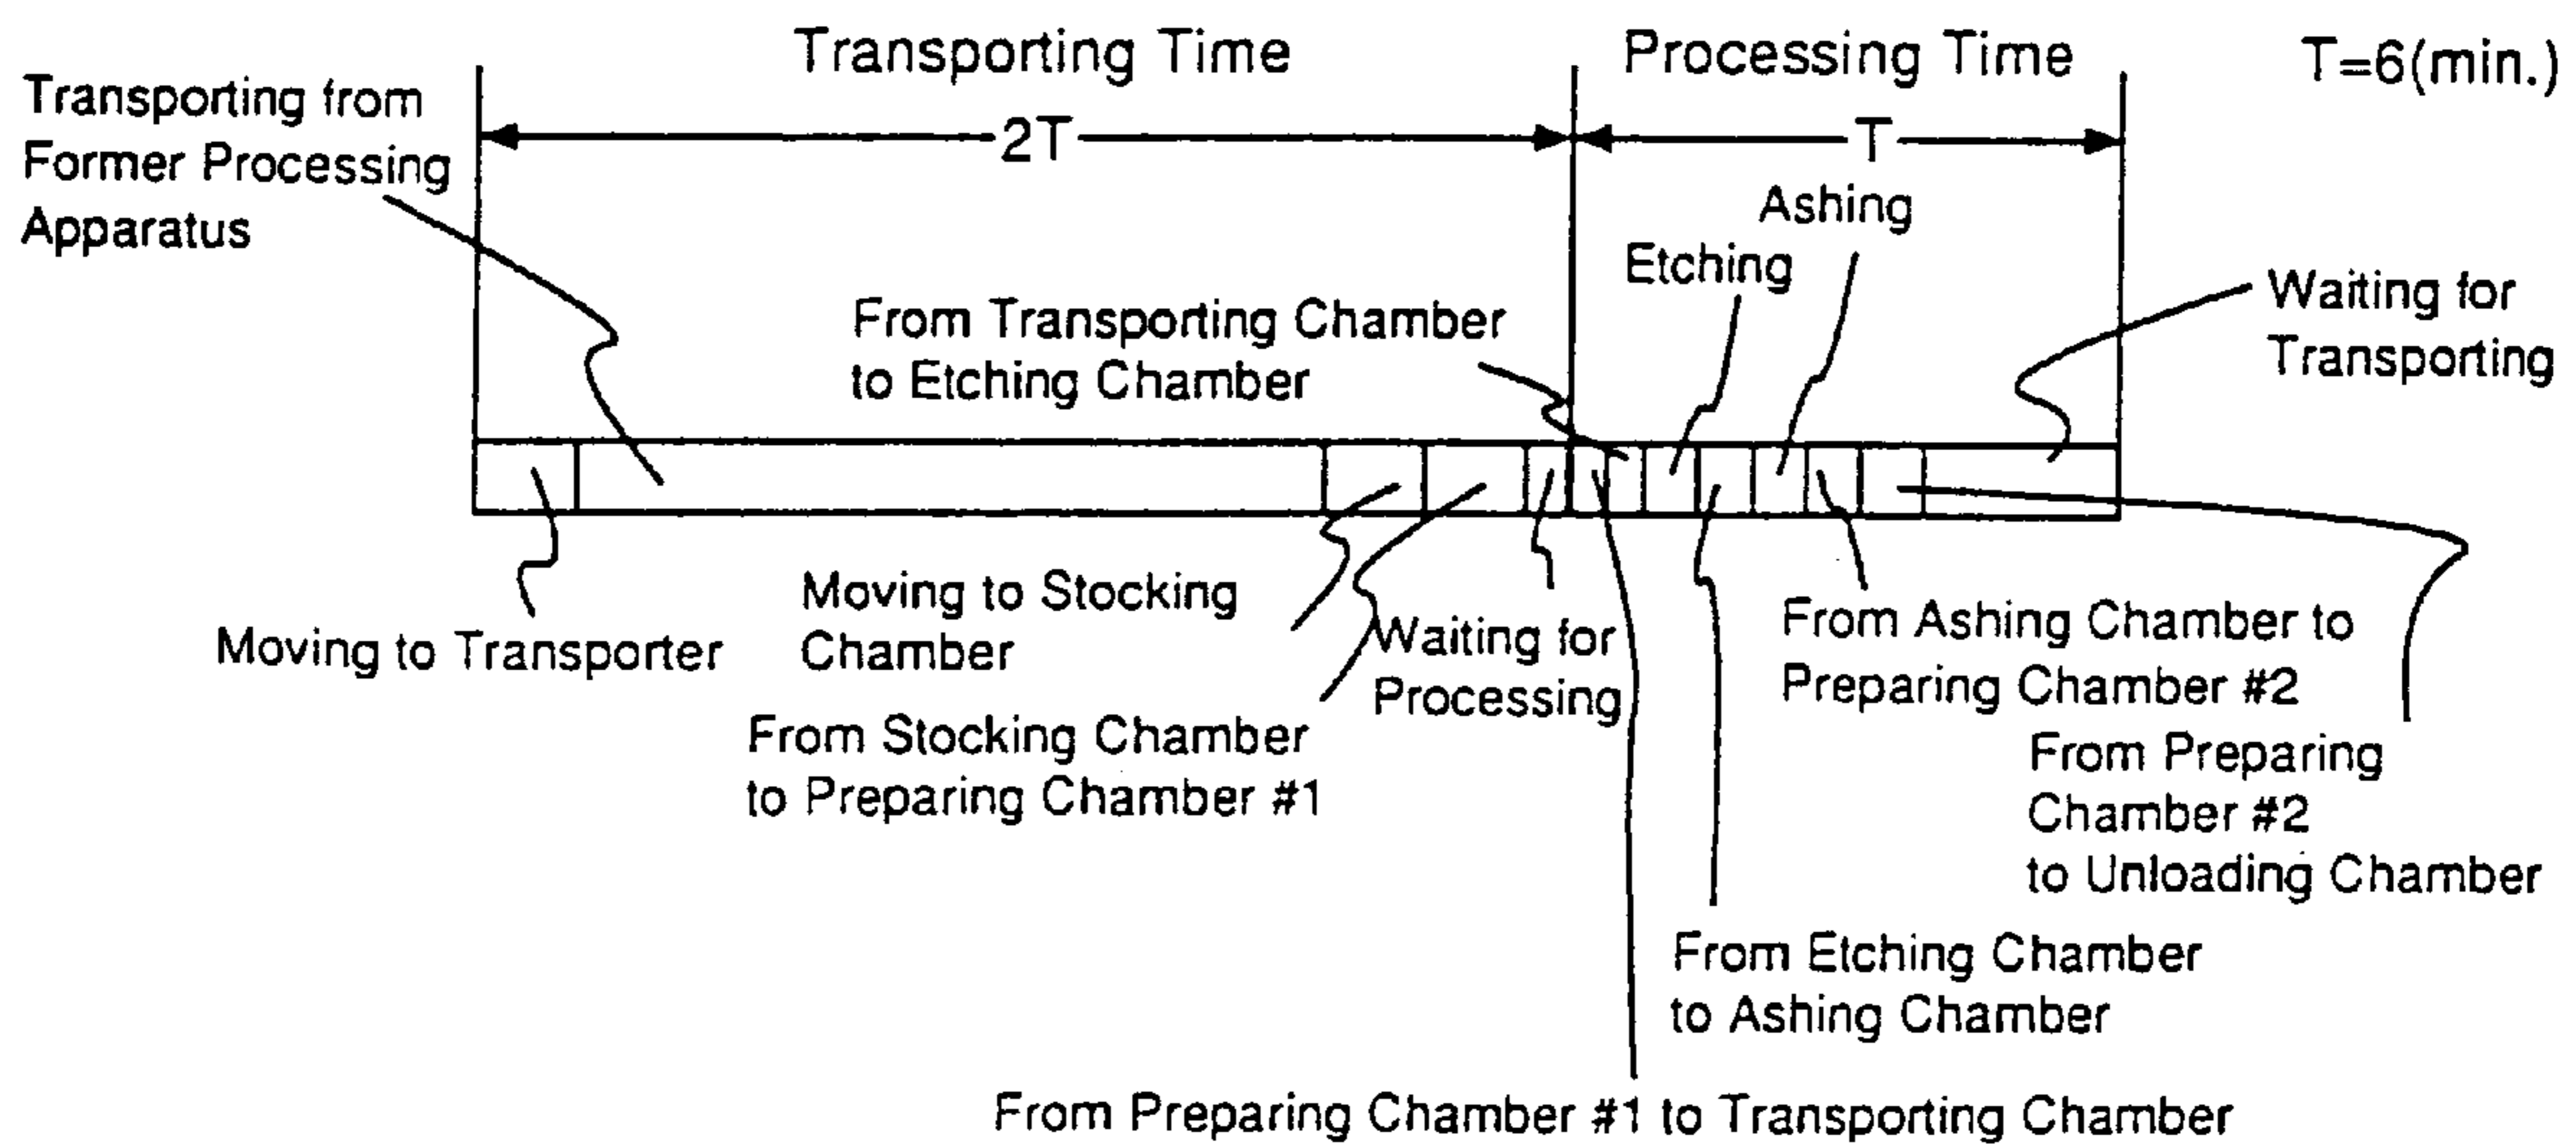 Transporting Time
Processing Time
T=6(min.)
Transporting from
Former Processing
Apparatus
2T
T
Ashing
Etching
From Transporting Chamber
to Etching Chamber
Waiting for
Transporting
Moving to Transporter
Moving to Stocking
Chamber
From Stocking Chamber
to Preparing Chamber #1
Waiting for
Processing
From Ashing Chamber to
Preparing Chamber #2
From Preparing
Chamber #2
to Unloading Chamber
From Etching Chamber
to Ashing Chamber
From Preparing Chamber #1 to Transporting Chamber